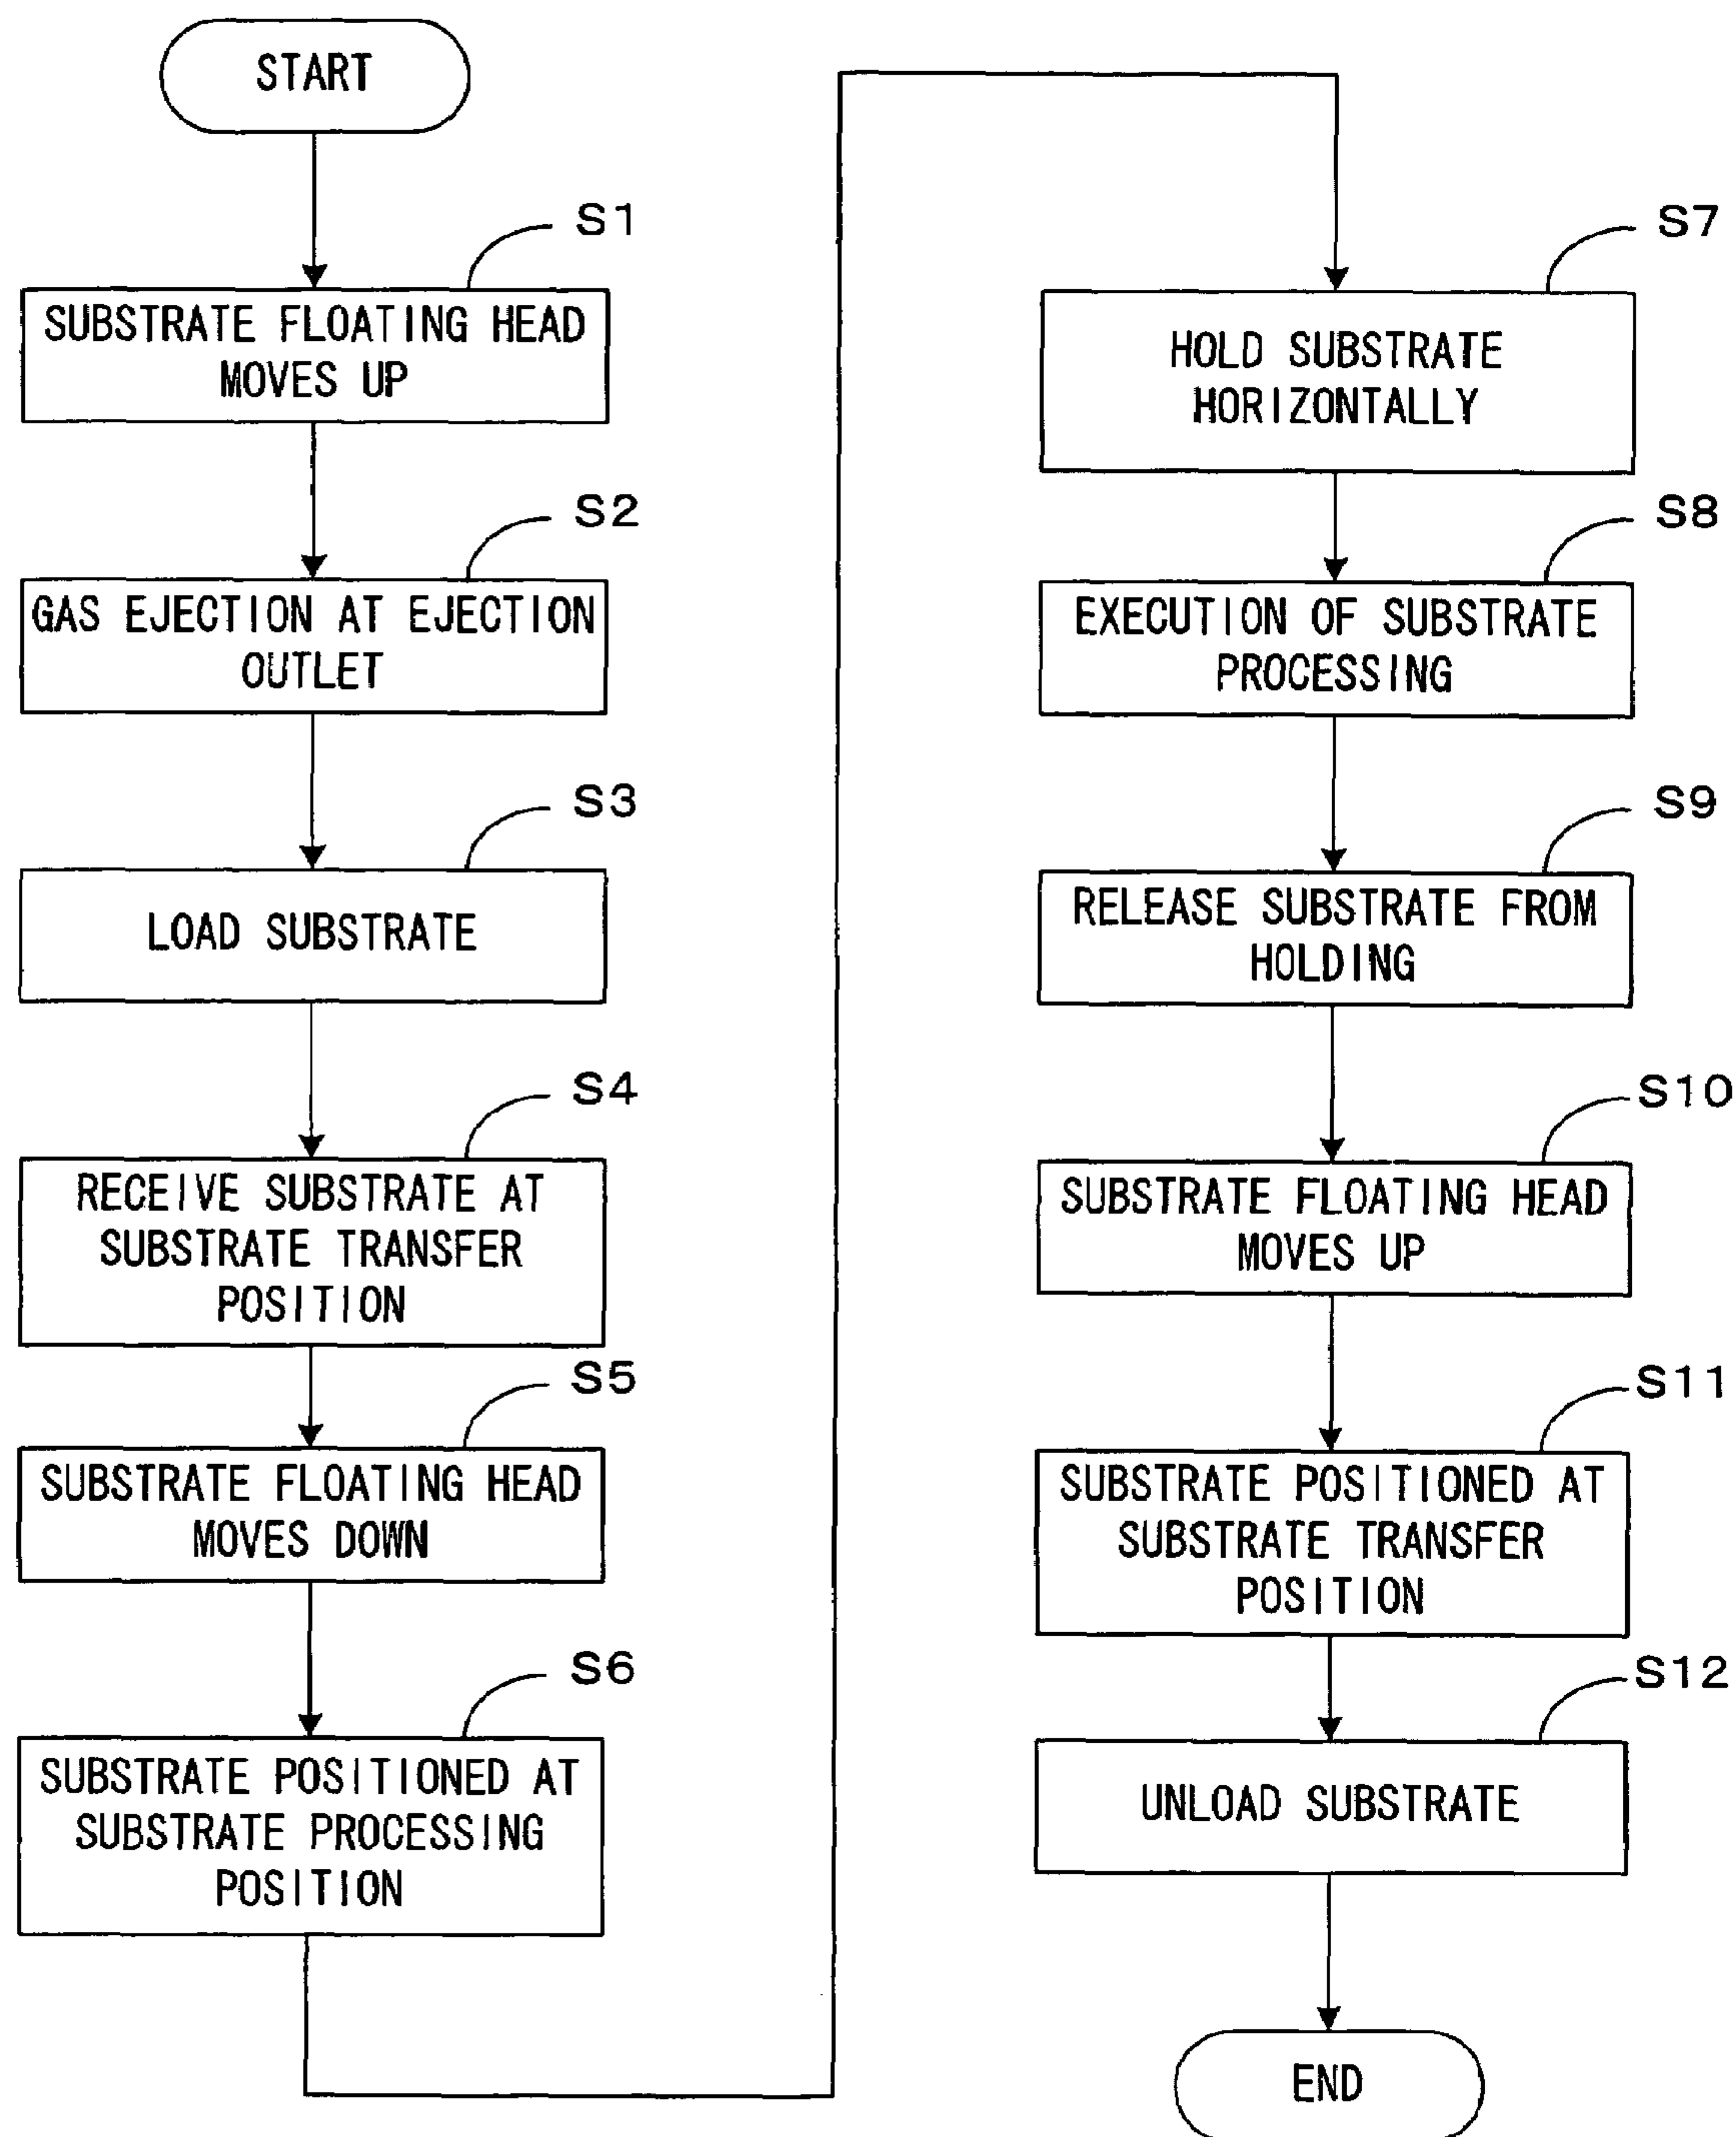 START
S1
SUBSTRATE FLOATING HEAD
MOVES UP
S2
GAS EJECTION AT EJECTION
OUTLET
S3
LOAD SUBSTRATE
S4
RECEIVE SUBSTRATE AT
SUBSTRATE TRANSFER
POSITION
S5
SUBSTRATE FLOATING HEAD
MOVES DOWN
S6
SUBSTRATE POSITIONED AT
SUBSTRATE PROCESSING
POSITION
S7
HOLD SUBSTRATE
HORIZONTALLY
S8
EXECUTION OF SUBSTRATE
PROCESSING
S9
RELEASE SUBSTRATE FROM
HOLDING
S10
SUBSTRATE FLOATING HEAD
MOVES UP
S11
SUBSTRATE POSITIONED AT
SUBSTRATE TRANSFER
POSITION
S12
UNLOAD SUBSTRATE
END